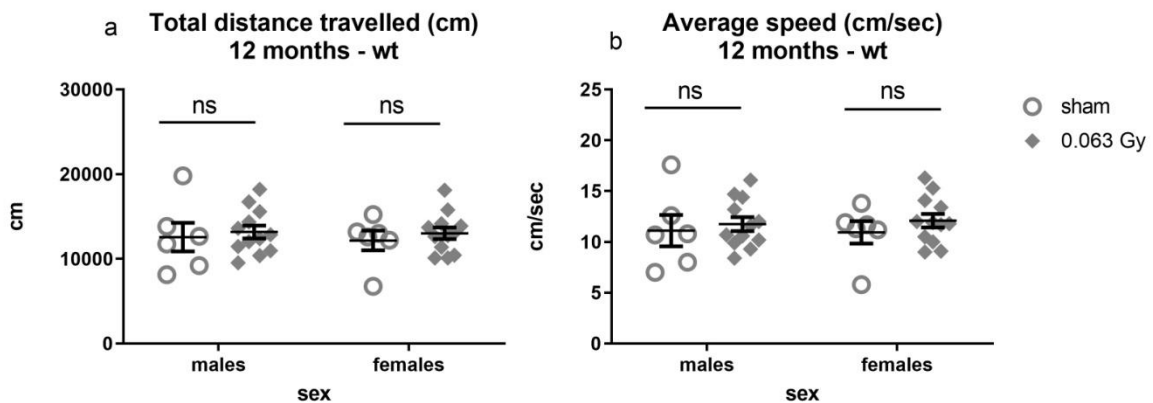 a
Total distance travelled (cm)
12 months - wt
30000
20000
10000
0
cm
ns
ns
males
females
sex
b
Average speed (cm/sec)
12 months - wt
25
20
15
10
5
0
cm/sec
ns
ns
males
females
sex
sham
0.063 Gy